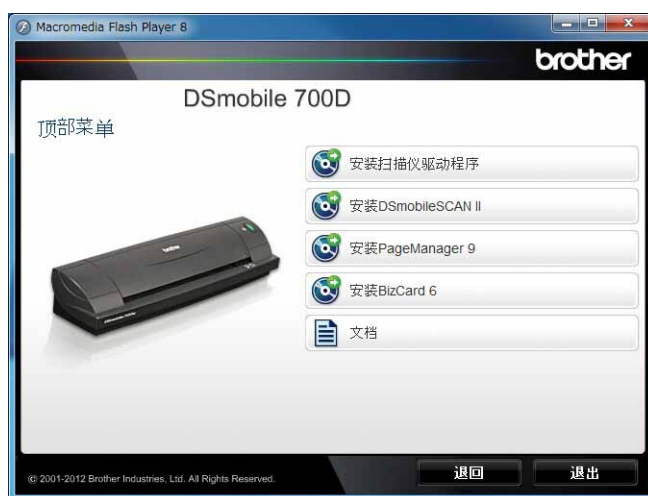 Macromedia Flash Player 8
brother
DSmobile 700D
顶部菜单
安装扫描仪驱动程序
安装DSmobileSCAN II
安装PageManager 9
安装BizCard 6
文档
brother
© 2001-2012 Brother Industries, Ltd. All Rights Reserved.
退回
退出